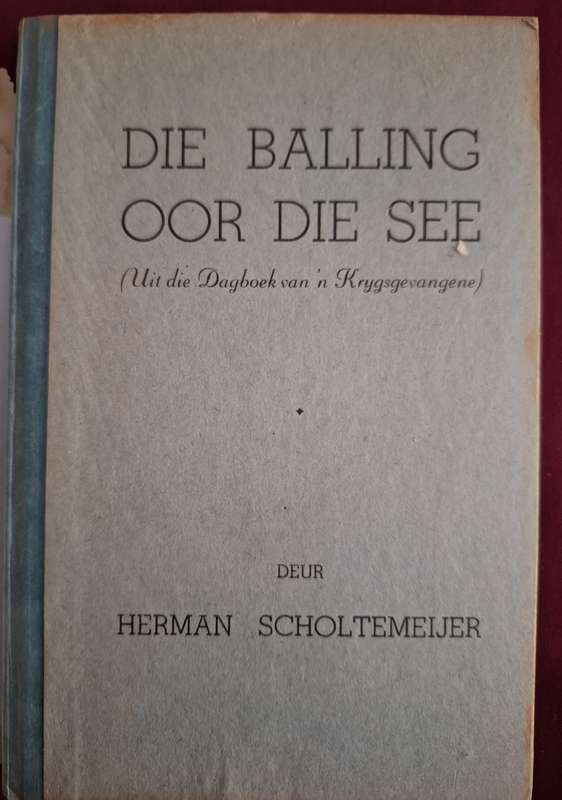 DIE BALLING
OOR DIE SEE
(Uit die Dagboek van 'n Krygsgevangene)
DEUR
HERMAN SCHOLTEMEIJER